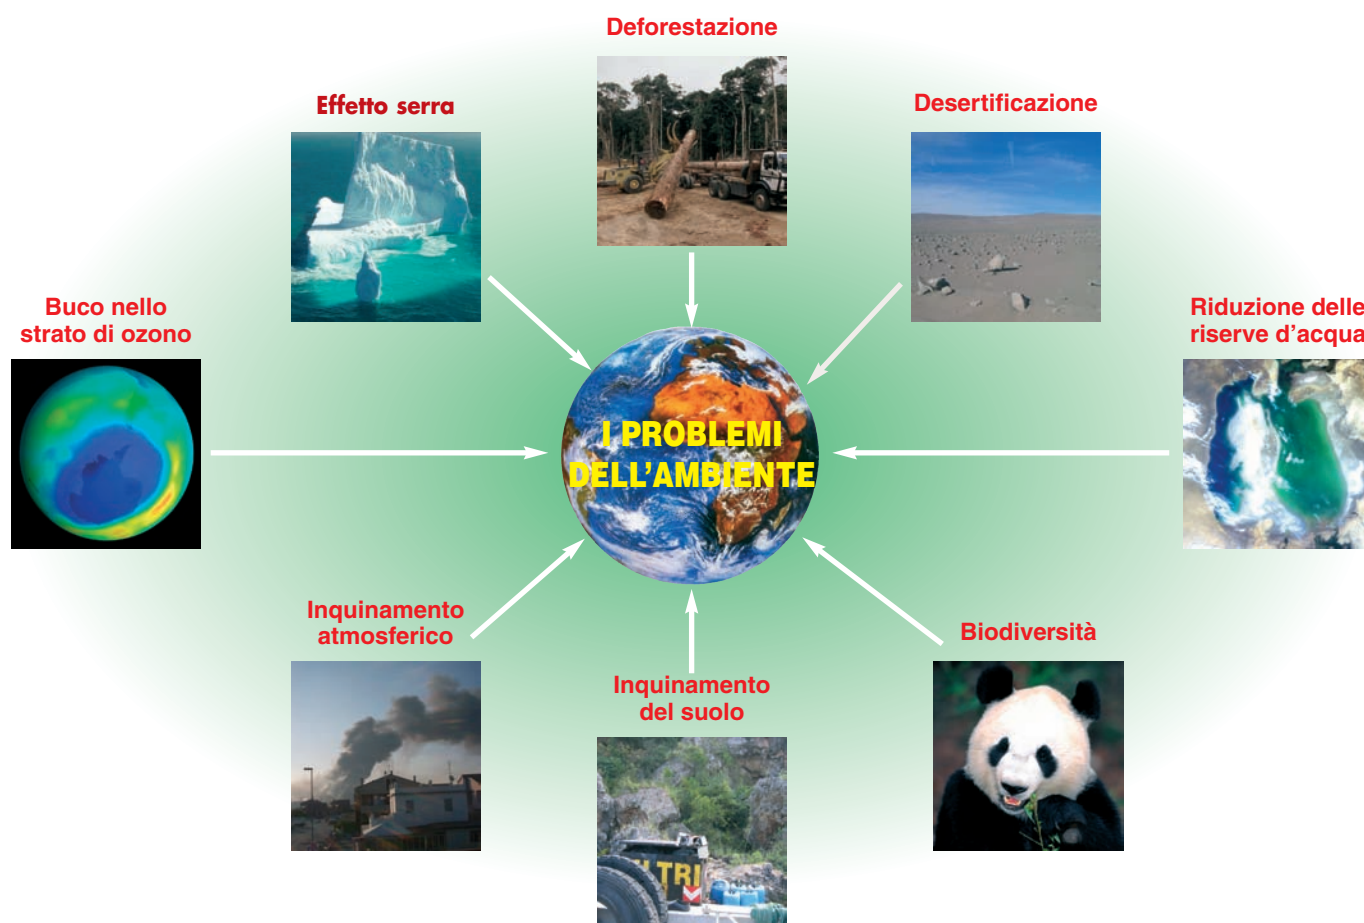 Deforestazione
Effetto serra
Desertificazione
Buco nello
strato di ozono
Riduzione delle
riserve d'acqua
I PROBLEMI
DELL'AMBIENTE
Inquinamento
atmosferico
Biodiversità
Inquinamento
del suolo
TRI